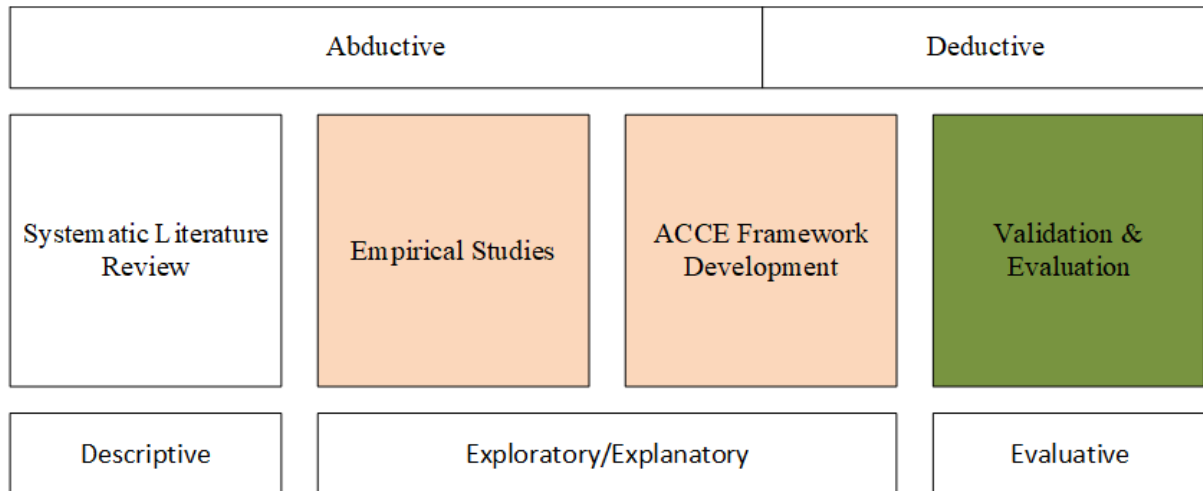 Abductive
Deductive
Systematic Literature
Review
Empirical Studies
ACCE Framework
Development
Validation &
Evaluation
Descriptive
Exploratory/Explanatory
Evaluative